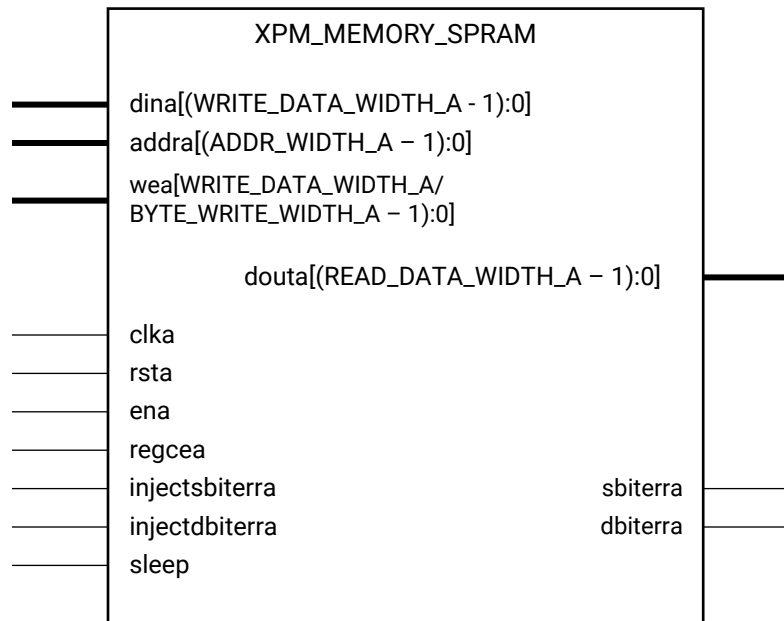 XPM_MEMORY_SPRAM
dina[(WRITE_DATA_WIDTH_A - 1):0]
addra[(ADDR_WIDTH_A – 1):0]
wea[WRITE_DATA_WIDTH_A/
BYTE_WRITE_WIDTH_A – 1):0]
douta[(READ_DATA_WIDTH_A – 1):0]
clka
rsta
ena
regcea
injectsbiterra
sbiterra
injectdbiterra
dbiterra
sleep